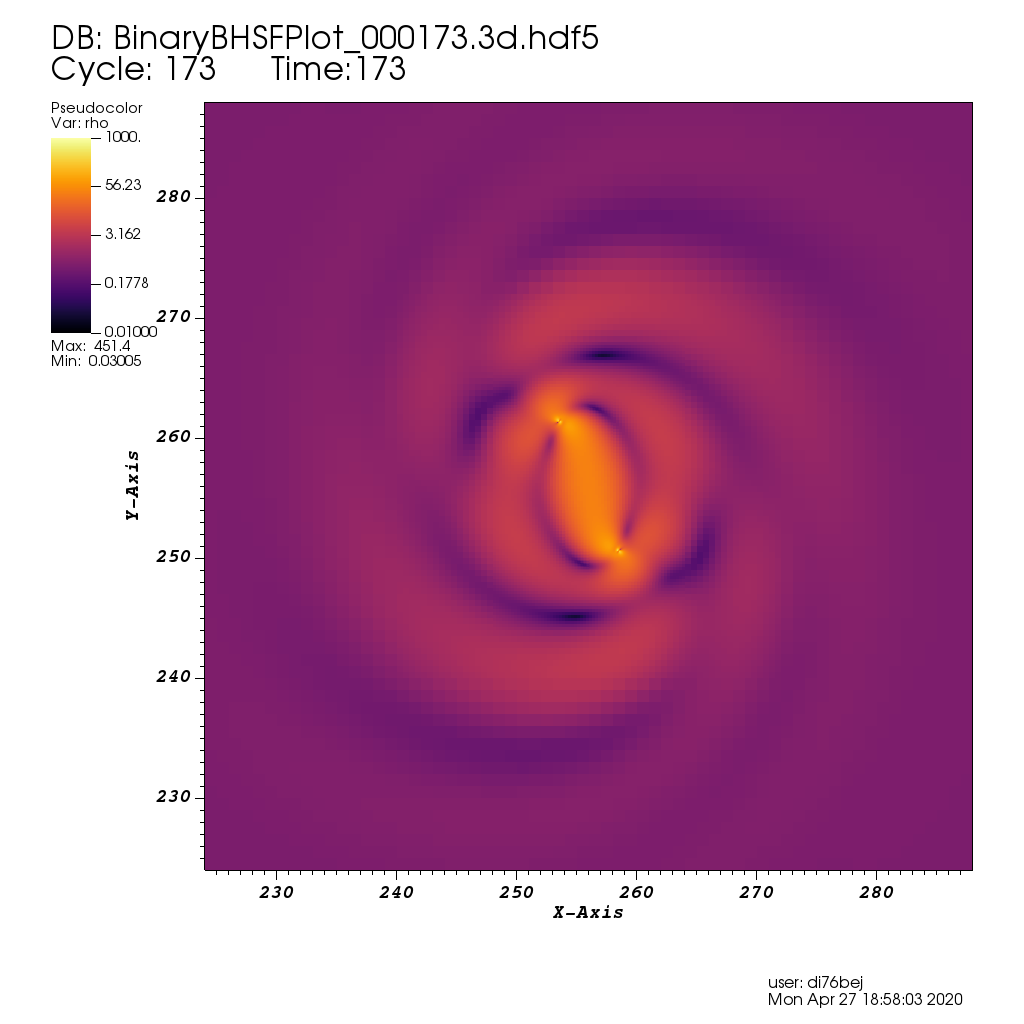 DB: BinaryBHSFPlot_000173.3d.hdf5
Cycle: 173 Time:173
Pseudocolor
Var: rho
1000.
56.23
3.162
0.1778
0.01000
Max: 451.4
Min: 0.03005
280
270
260
250
240
230
Y-Axis
230 240 250 260 270 280
X-Axis
user: di76bej
Mon Apr 27 18:58:03 2020